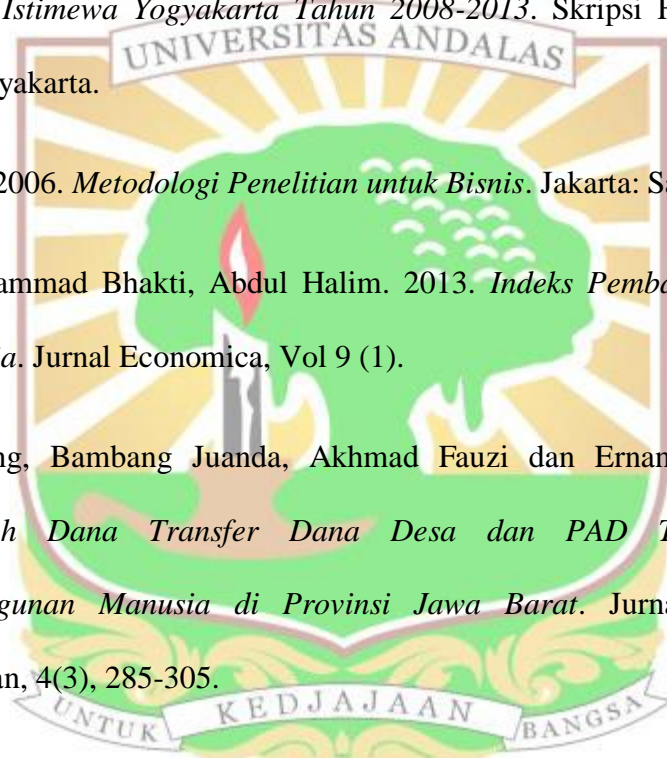 Istimewa Yogyakarta Tahun 2008-2013. Skripsi
UNIVERSITAS ANDALAS
yakarta.
2006. Metodologi Penelitian untuk Bisnis. Jakarta:
ammad Bhakti, Abdul Halim. 2013. Indeks Pemba
a. Jurnal Economica, Vol 9 (1).
ng, Bambang Juanda, Akhmad Fauzi dan Ernan
h Dana Transfer Dana Desa dan PAD T
gunan Manusia di Provinsi Jawa Barat. Jurna
an, 4(3), 285-305.
UNTUK KEDJAJAAN BANGSA